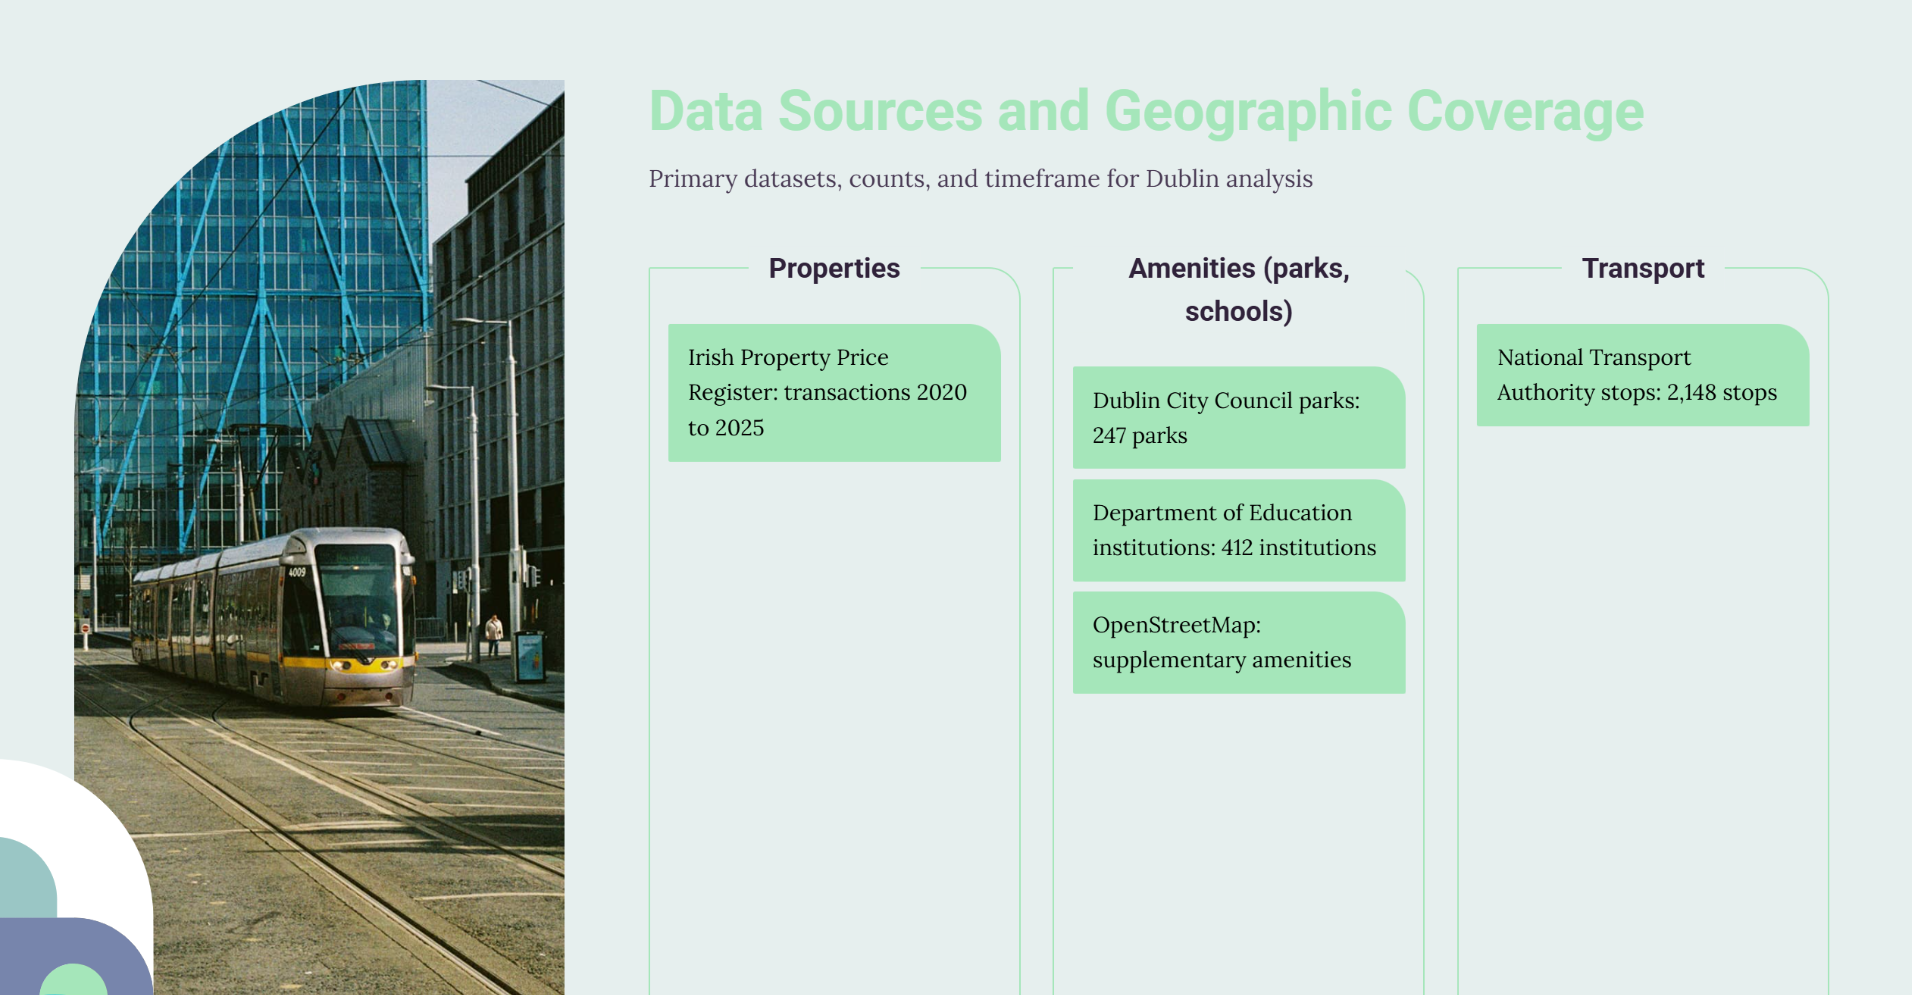 Data Sources and Geographic Coverage
Primary datasets, counts, and timeframe for Dublin analysis
Properties
Irish Property Price
Register: transactions 2020
to 2025
Amenities (parks,
schools)
Dublin City Council parks:
247 parks
Department of Education
institutions: 412 institutions
OpenStreetMap:
supplementary amenities
Transport
National Transport
Authority stops: 2,148 stops
4009